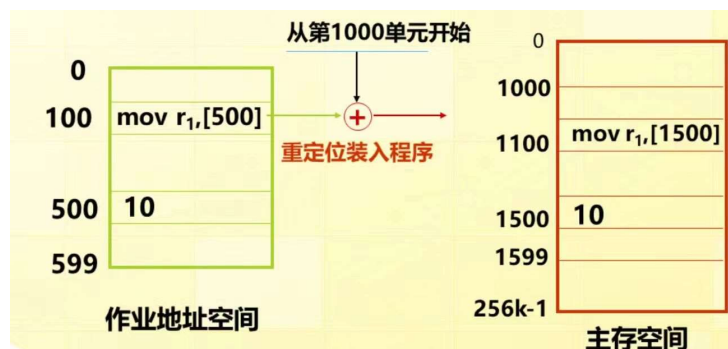 从第1000单元开始
0
100
mov r₁,[500]
500
10
599
作业地址空间
+
重定位装入程序
0
1000
1100
mov r₁,[1500]
1500
10
1599
256k-1
主存空间